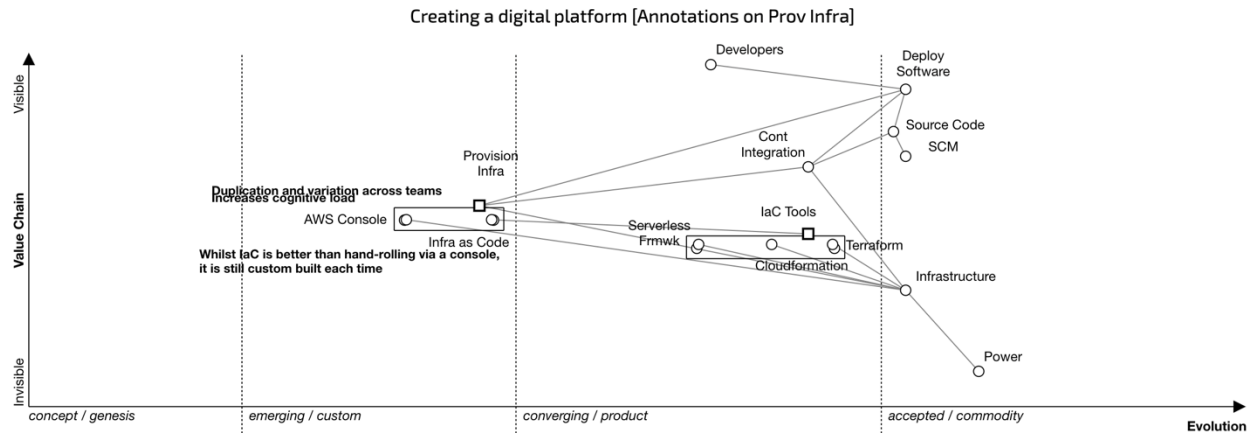 Creating a digital platform [Annotations on Prov Infra]
Visible
Value Chain
Invisible
Developers
Deploy
Software
Source Code
SCM
Cont
Integration
Provision
Infra
Duplication and variation across teams
Increases cognitive load
AWS Console
Infra as Code
Whilst IaC is better than hand-rolling via a console,
it is still custom built each time
IaC Tools
Serverless
Frmwk
Terraform
Cloudformation
Infrastructure
Power
concept / genesis
emerging / custom
converging / product
accepted / commodity
Evolution